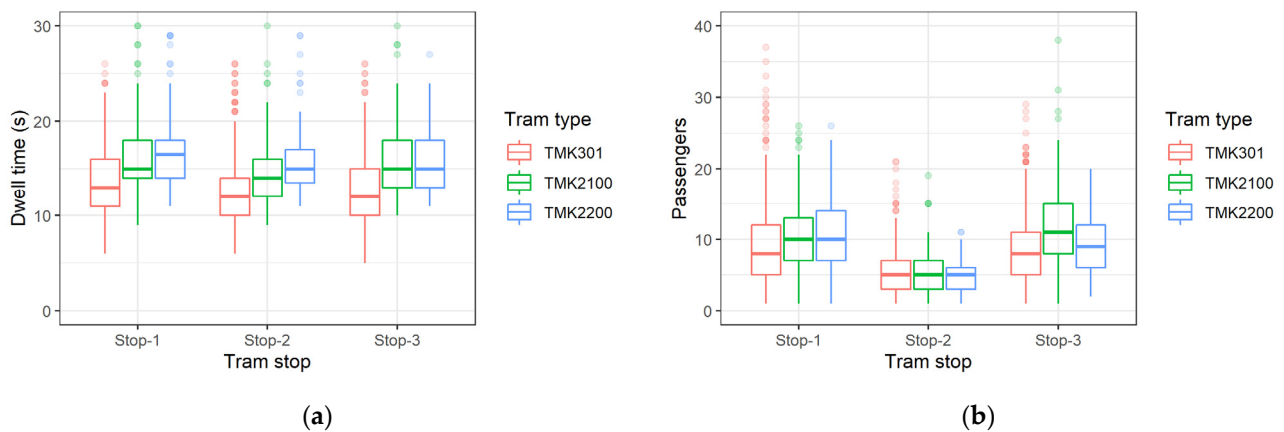 30
20
10
0
Dwell time (s)
Stop-1
Stop-2
Stop-3
Tram stop
Tram type
TMK301
TMK2100
TMK2200
(a)
40
30
20
10
0
Passengers
Stop-1
Stop-2
Stop-3
Tram stop
Tram type
TMK301
TMK2100
TMK2200
(b)